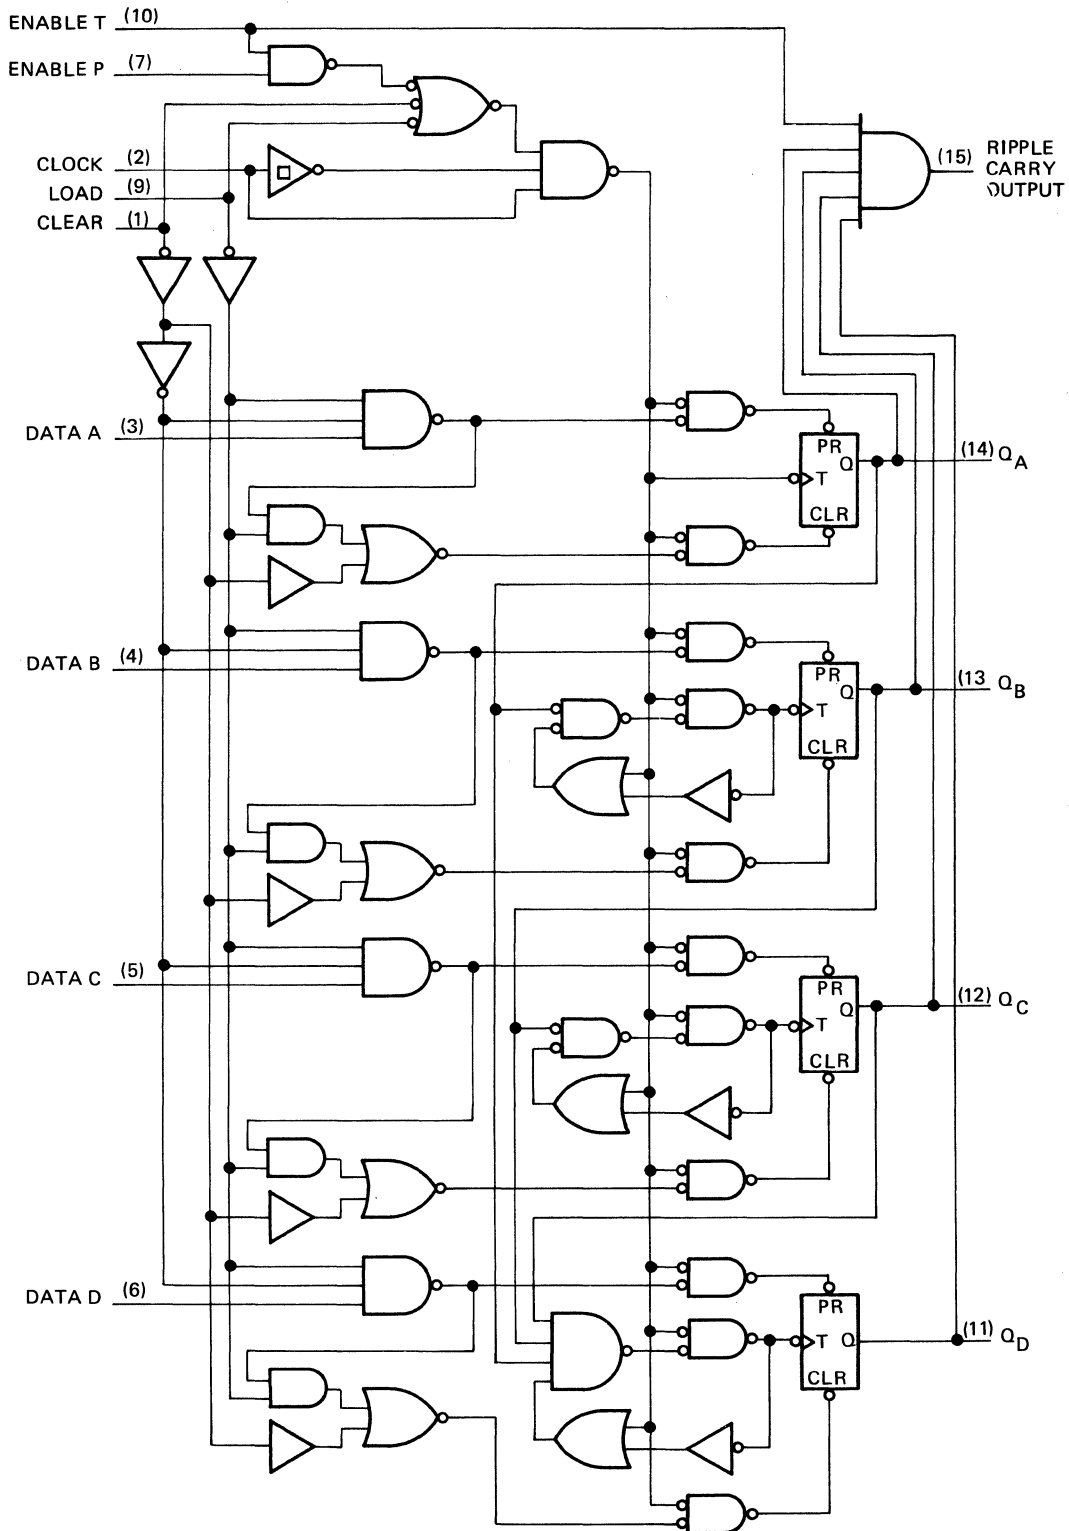 ENABLE T (10)
ENABLE P (7)
CLOCK (2)
LOAD (9)
CLEAR (1)
(15) RIPPLE
CARRY
OUTPUT
DATA A (3)
PR
Q
T
CLR
(14) QA
DATA B (4)
PR
Q
T
CLR
(13 QB
DATA C (5)
PR
Q
T
CLR
(12) QC
DATA D (6)
PR
T Q
CLR
(11) QD